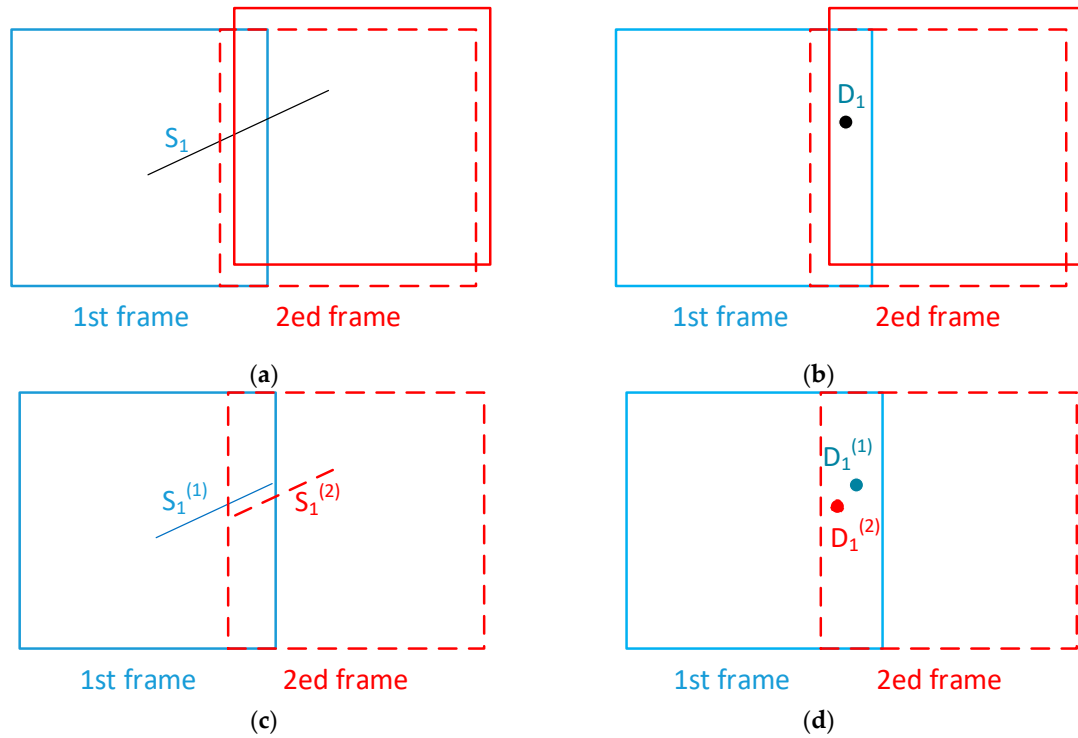 S1
D1
1st frame 2ed frame
1st frame 2ed frame
(a)
(b)
S1(1)
S1(2)
D1(1)
D1(2)
1st frame 2ed frame
1st frame 2ed frame
(c)
(d)